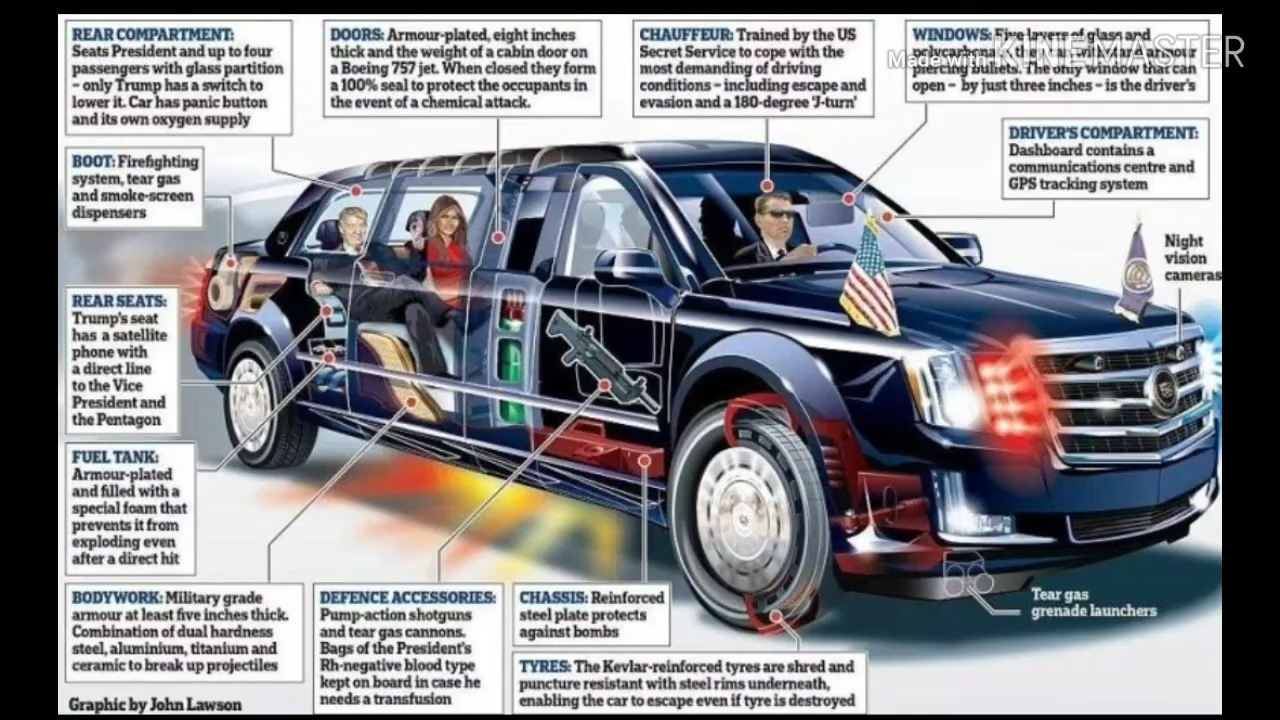 REAR COMPARTMENT:
Seats President and up to four
passengers with glass partition
– only Trump has a switch to
lower it. Car has panic button
and its own oxygen supply
DOORS: Armour-plated, eight inches
thick and the weight of a cabin door on
a Boeing 757 jet. When closed they form
a 100% seal to protect the occupants in
the event of a chemical attack.
CHAUFFEUR: Trained by the US
Secret Service to cope with the
most demanding of driving
conditions – including escape and
evasion and a 180-degree 'J-turn'
WINDOWS: Five layers of glass and
polycarbonate armour
piercing bullets. The only window that can
open – by just three inches – is the driver's
Made with KINEMASTER
DRIVER'S COMPARTMENT:
Dashboard contains a
communications centre and
GPS tracking system
BOOT: Firefighting
system, tear gas
and smoke-screen
dispensers
Night
vision
cameras
REAR SEATS:
Trump's seat
has a satellite
phone with
a direct line
to the Vice
President and
the Pentagon
FUEL TANK:
Armour-plated
and filled with a
special foam that
prevents it from
exploding even
after a direct hit
BODYWORK: Military grade
armour at least five inches thick.
Combination of dual hardness
steel, aluminium, titanium and
ceramic to break up projectiles
DEFENCE ACCESSORIES:
Pump-action shotguns
and tear gas cannons.
Bags of the President's
Rh-negative blood type
kept on board in case he
needs a transfusion
CHASSIS: Reinforced
steel plate protects
against bombs
Tear gas
grenade launchers
TYRES: The Kevlar-reinforced tyres are shred and
puncture resistant with steel rims underneath,
enabling the car to escape even if tyre is destroyed
Graphic by John Lawson